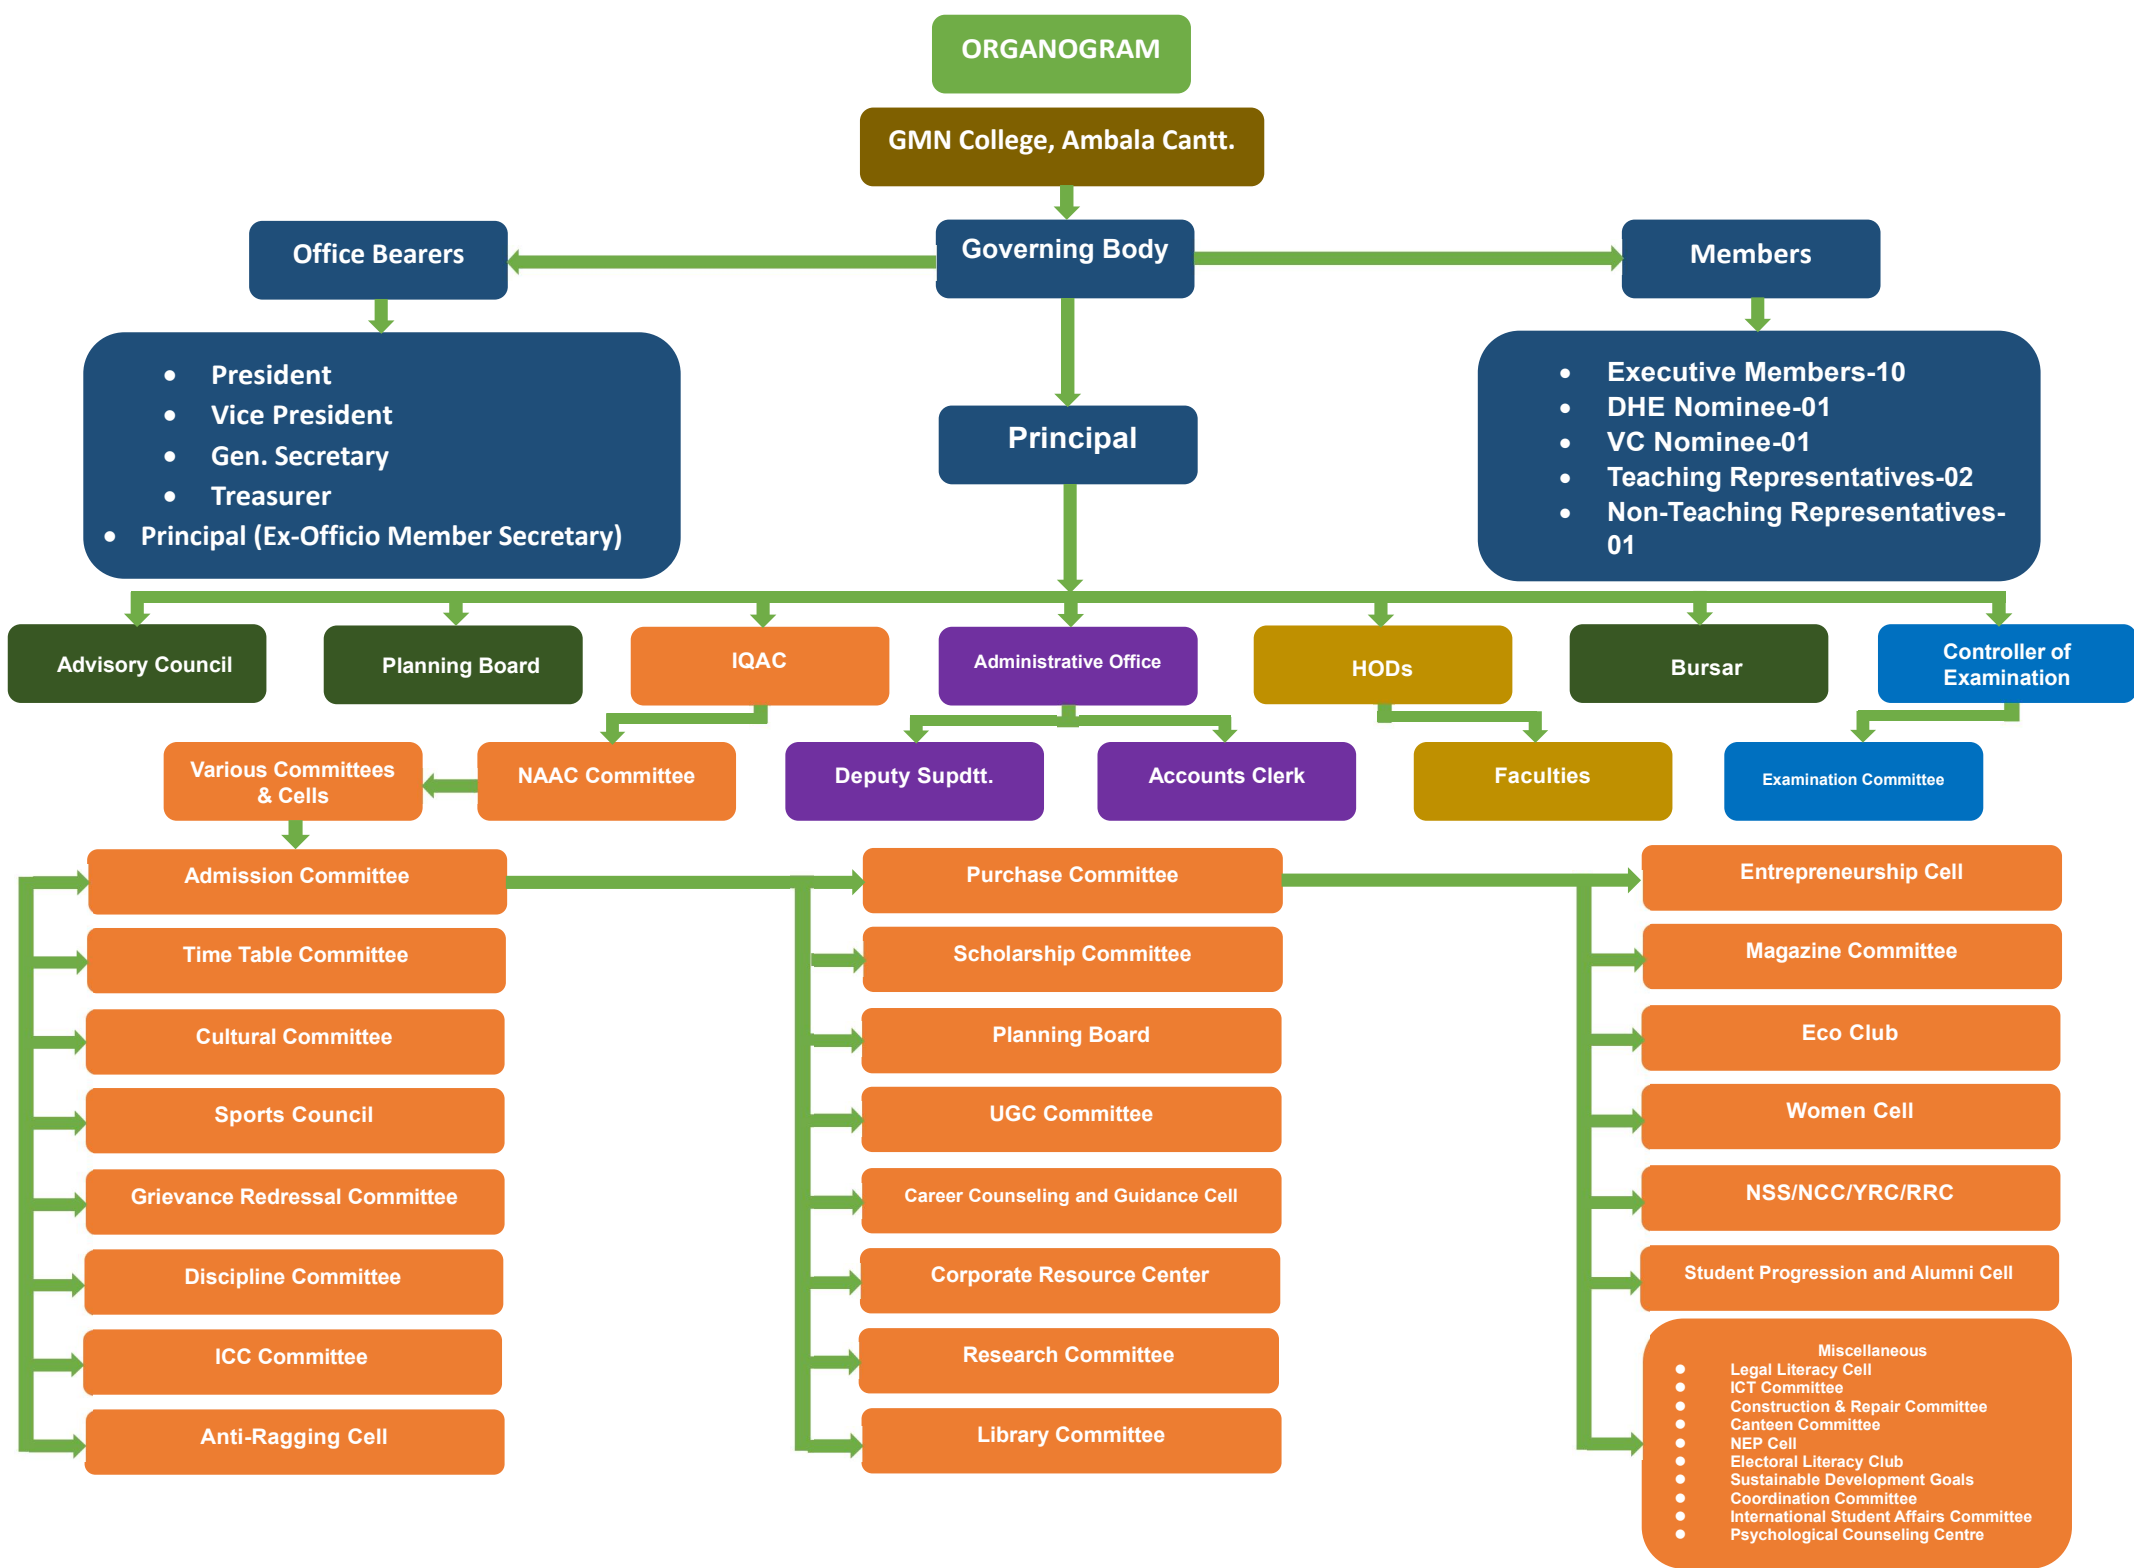 ORGANOGRAM
GMN College, Ambala Cantt.
Office Bearers
Governing Body
Members
• President
• Vice President
• Gen. Secretary
• Treasurer
• Principal (Ex-Officio Member Secretary)
Principal
• Executive Members-10
• DHE Nominee-01
• VC Nominee-01
• Teaching Representatives-02
• Non-Teaching Representatives-
01
Advisory Council
Planning Board
IQAC
Administrative Office
HODs
Bursar
Controller of
Examination
Various Committees
& Cells
NAAC Committee
Deputy Supdtt.
Accounts Clerk
Faculties
Examination Committee
Admission Committee
Time Table Committee
Cultural Committee
Sports Council
Grievance Redressal Committee
Discipline Committee
ICC Committee
Anti-Ragging Cell
Purchase Committee
Scholarship Committee
Planning Board
UGC Committee
Career Counseling and Guidance Cell
Corporate Resource Center
Research Committee
Library Committee
Entrepreneurship Cell
Magazine Committee
Eco Club
Women Cell
NSS/NCC/YRC/RRC
Student Progression and Alumni Cell
Miscellaneous
● Legal Literacy Cell
● ICT Committee
● Construction & Repair Committee
● Canteen Committee
● NEP Cell
● Electoral Literacy Club
● Sustainable Development Goals
● Coordination Committee
● International Student Affairs Committee
● Psychological Counseling Centre